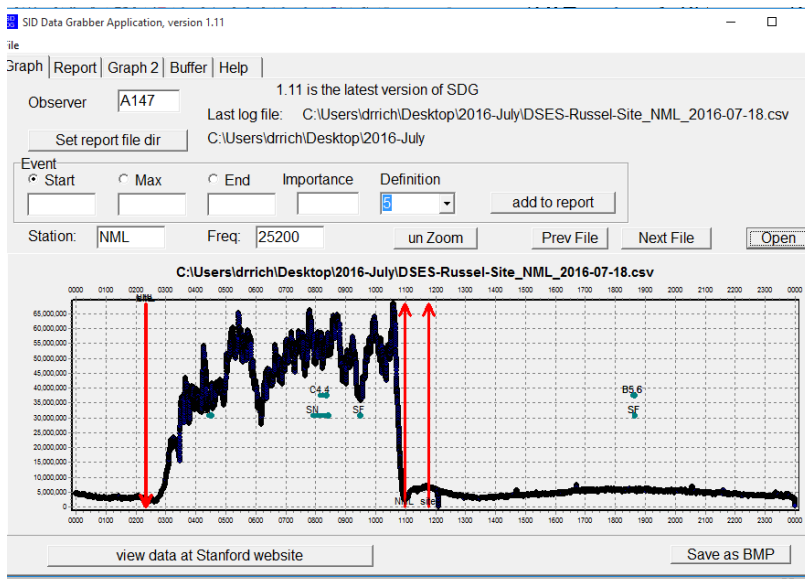 SID Data Grabber Application, version 1.11
File
Graph Report Graph 2 Buffer Help
1.11 is the latest version of SDG
Observer A147
Last log file: C:\Users\drrich\Desktop\2016-July\DSES-Russel-Site_NML_2016-07-18.csv
Set report file dir C:\Users\drrich\Desktop\2016-July
Event
Start Max End Importance Definition
5 add to report
Station: NML Freq: 25200 un Zoom Prev File Next File Open
C:\Users\drrich\Desktop\2016-July\DSES-Russel-Site_NML_2016-07-18.csv
0000 0100 0200 0300 0400 0500 0600 0700 0800 0900 1000 1100 1200 1300 1400 1500 1600 1700 1800 1900 2000 2100 2200 2300 0000
65,000,000
60,000,000
55,000,000
50,000,000
45,000,000
40,000,000
C4.4 B5.6
35,000,000
SN SF SF
30,000,000
25,000,000
20,000,000
15,000,000
10,000,000
5,000,000
site
0
0000 0100 0200 0300 0400 0500 0600 0700 0800 0900 1000 1100 1200 1300 1400 1500 1600 1700 1800 1900 2000 2100 2200 2300 0000
view data at Stanford website Save as BMP